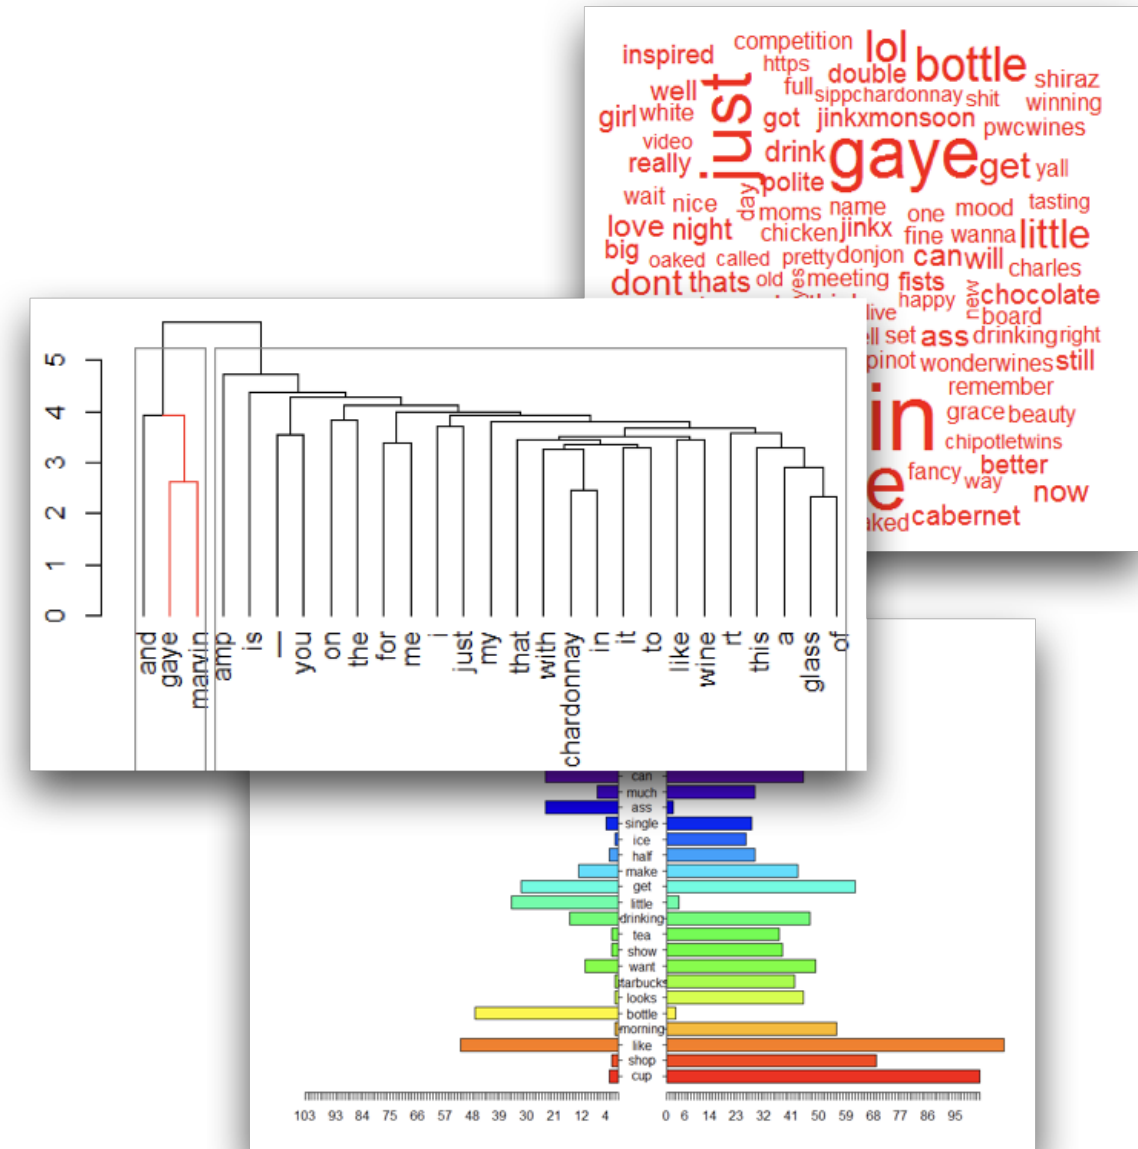 inspired competition lol bottle
https
double
shiraz
well just full sippchardonnay shit winning
girl white got jinkxmonsoon pwcwines
video
really drink gaye get yall
polite
wait nice day moms name one mood tasting
love night chicken jinkx fine wanna little
big oaked called pretty donjon can will charles
dont thats old yes meeting fists new chocolate
live happy board
set ass drinking right
pinot wonderwines still
remember
in grace beauty
chipotletwins
e fancy way better
now
cabernet
5
4
3
2
1
0
and gaye marvin amp is — you on the for me i just my that with chardonnay in it to like wine rt this a glass of
can
much
ass
single
ice
half
make
get
little
drinking
tea
show
want
starbucks
looks
bottle
morning
like
shop
cup
103 93 84 75 66 57 48 39 30 21 12 4 0 6 14 23 32 41 50 59 68 77 86 95